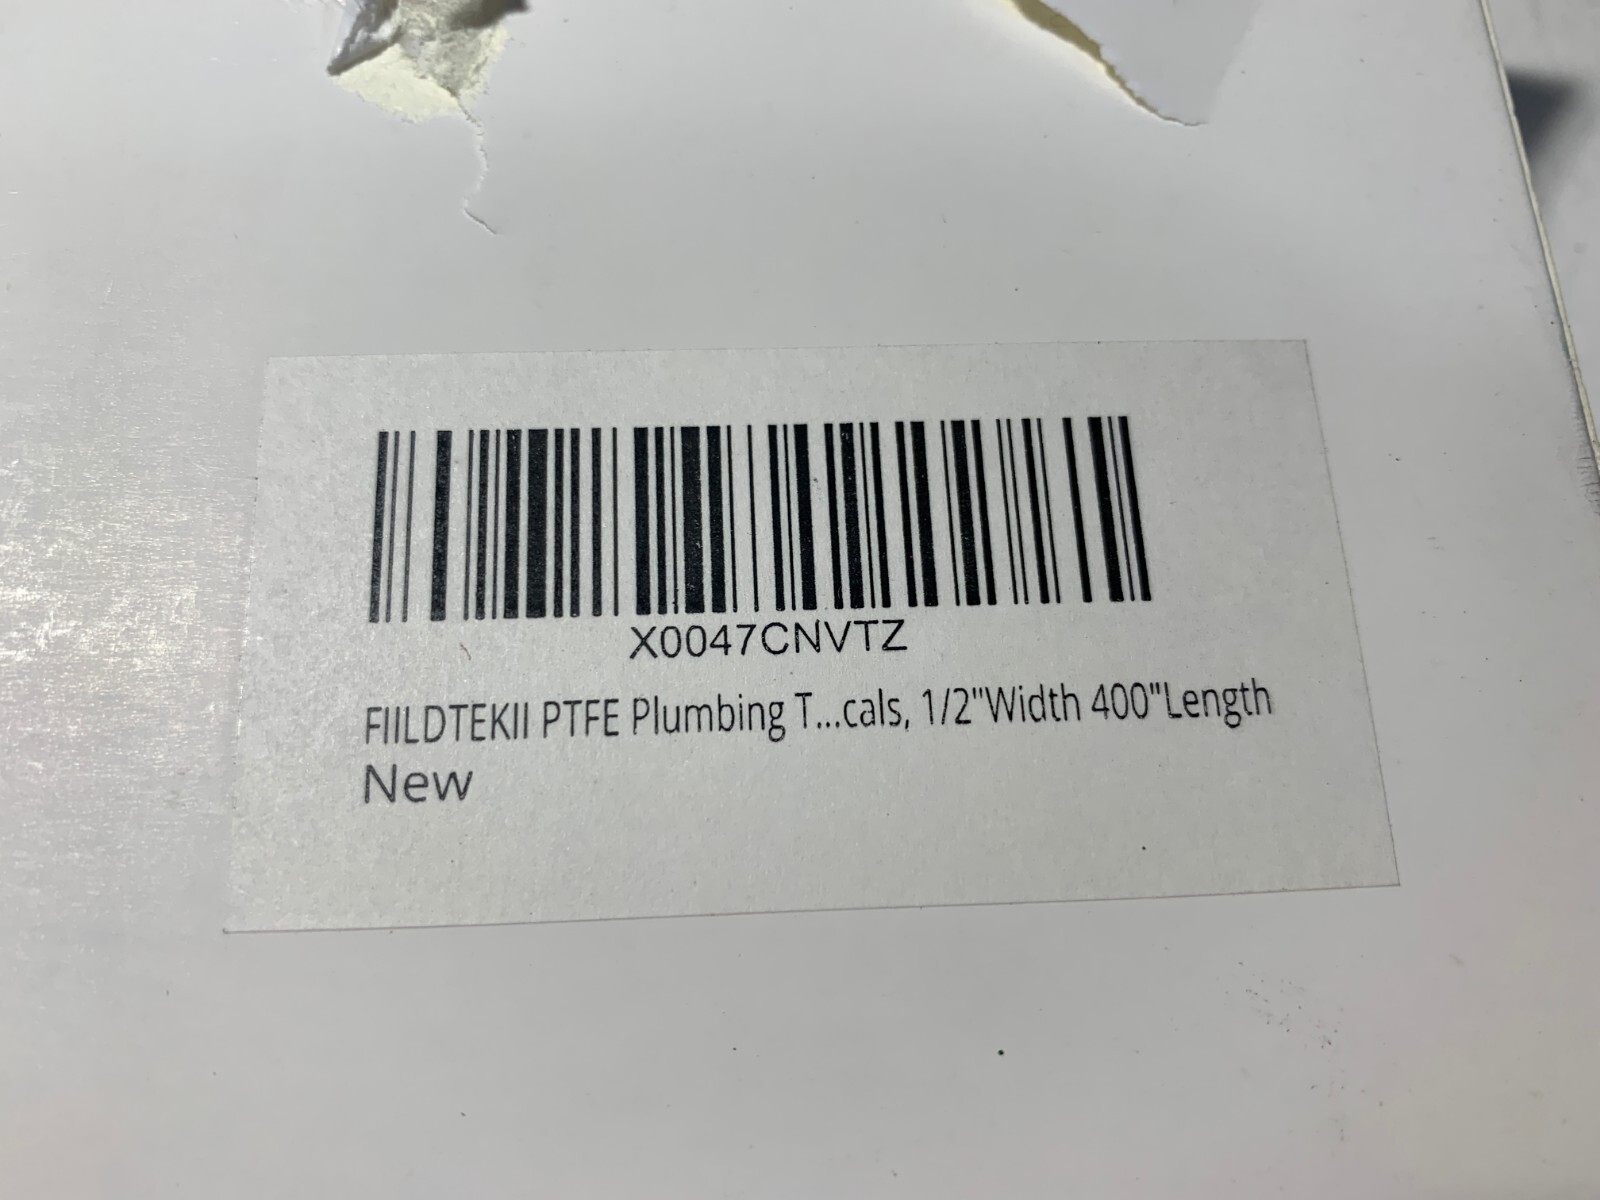 X0047CNVTZ
FIILDTEKII PTFE Plumbing T...cals, 1/2"Width 400"Length
New